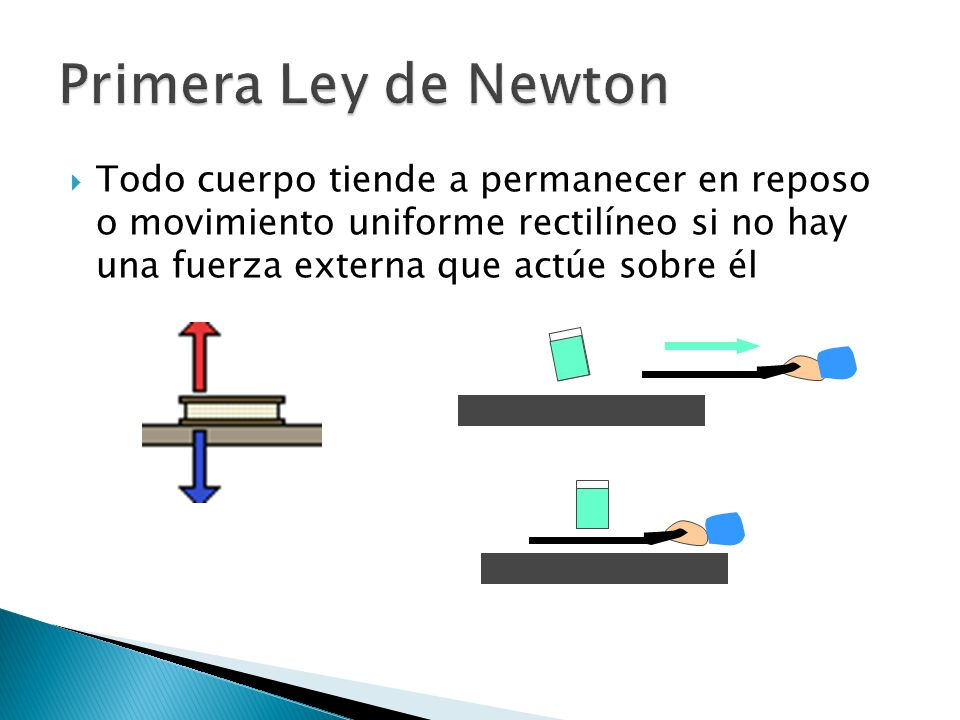 Primera Ley de Newton
Todo cuerpo tiende a permanecer en reposo
o movimiento uniforme rectilíneo si no hay
una fuerza externa que actúe sobre él